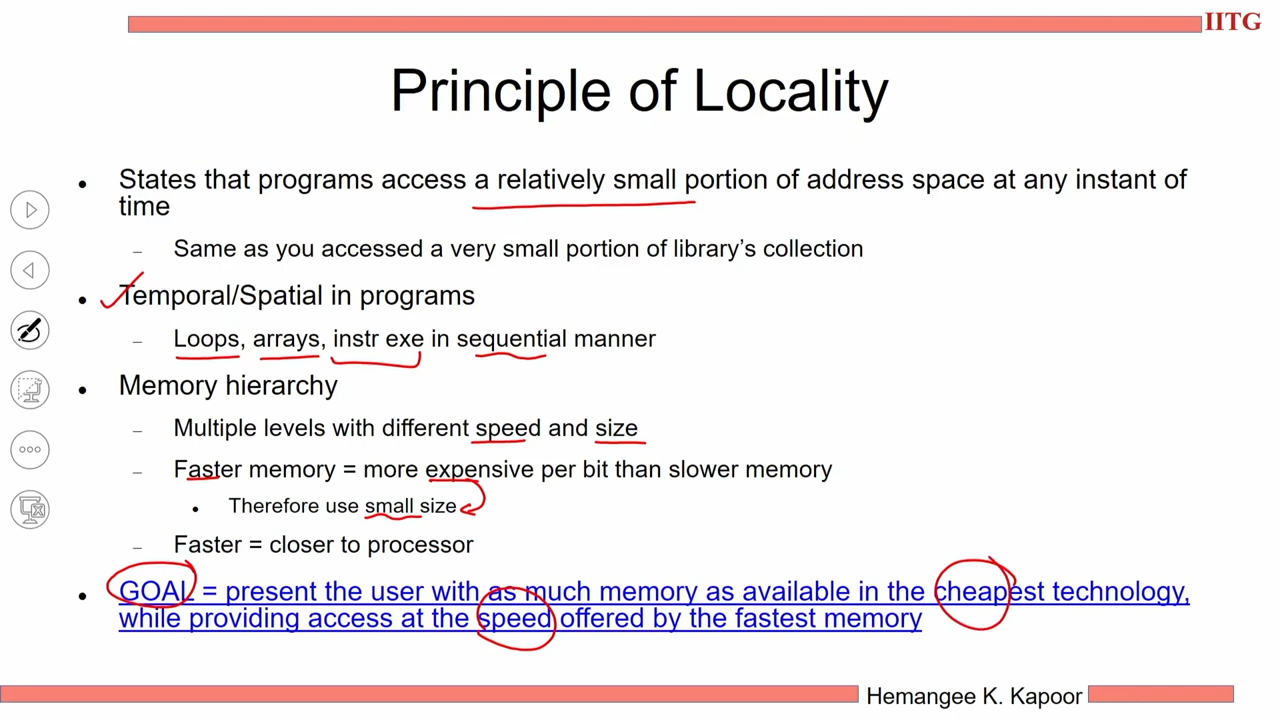 IITG
Principle of Locality
• States that programs access a relatively small portion of address space at any instant of
time
– Same as you accessed a very small portion of library's collection
• Temporal/Spatial in programs
– Loops, arrays, instr exe in sequential manner
• Memory hierarchy
– Multiple levels with different speed and size
– Faster memory = more expensive per bit than slower memory
• Therefore use small size
– Faster = closer to processor
• GOAL = present the user with as much memory as available in the cheapest technology,
while providing access at the speed offered by the fastest memory
Hemangee K. Kapoor